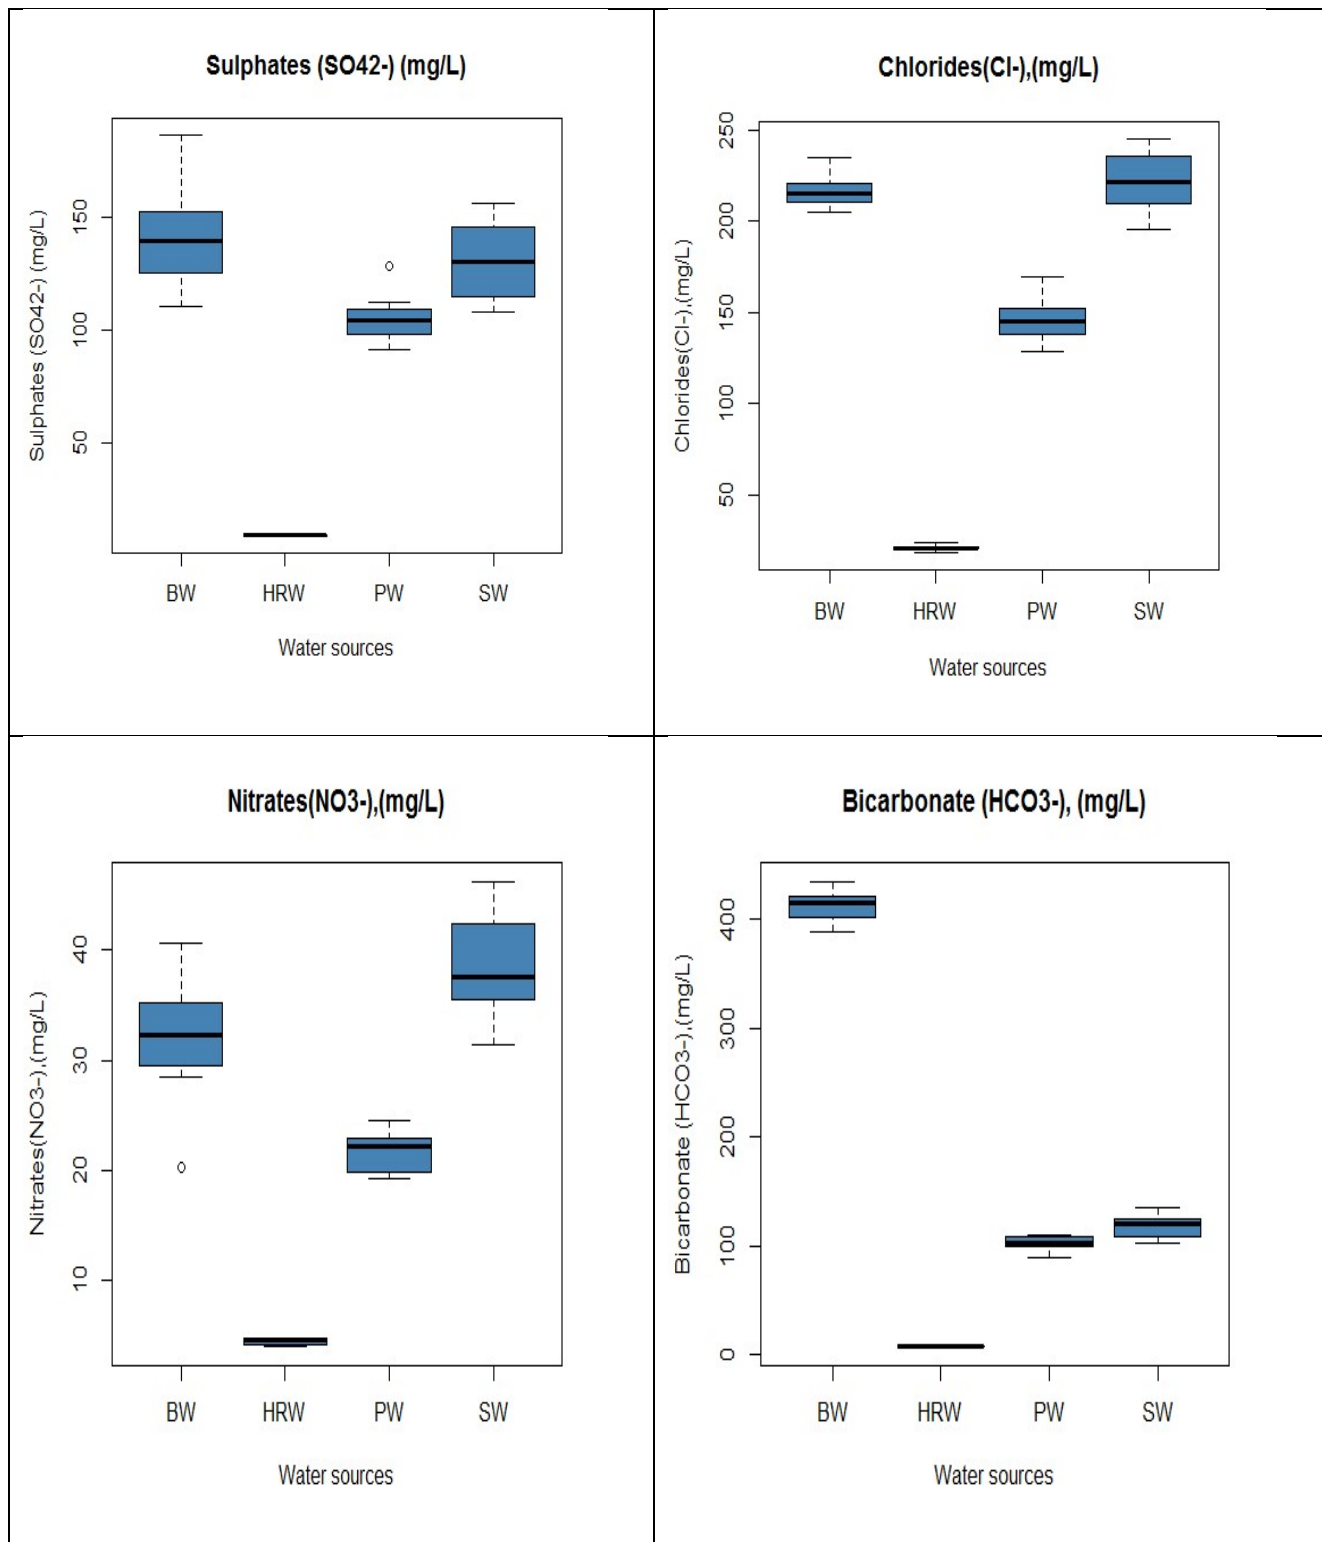 Sulphates (SO42-) (mg/L)
Sulphates (SO42-) (mg/L)
150
100
50
BW HRW PW SW
Water sources
Chlorides(Cl-),(mg/L)
Chlorides(Cl-),(mg/L)
250
200
150
100
50
BW HRW PW SW
Water sources
Nitrates(NO3-),(mg/L)
Nitrates(NO3-),(mg/L)
40
30
20
10
BW HRW PW SW
Water sources
Bicarbonate (HCO3-), (mg/L)
Bicarbonate (HCO3-),(mg/L)
400
300
200
100
0
BW HRW PW SW
Water sources